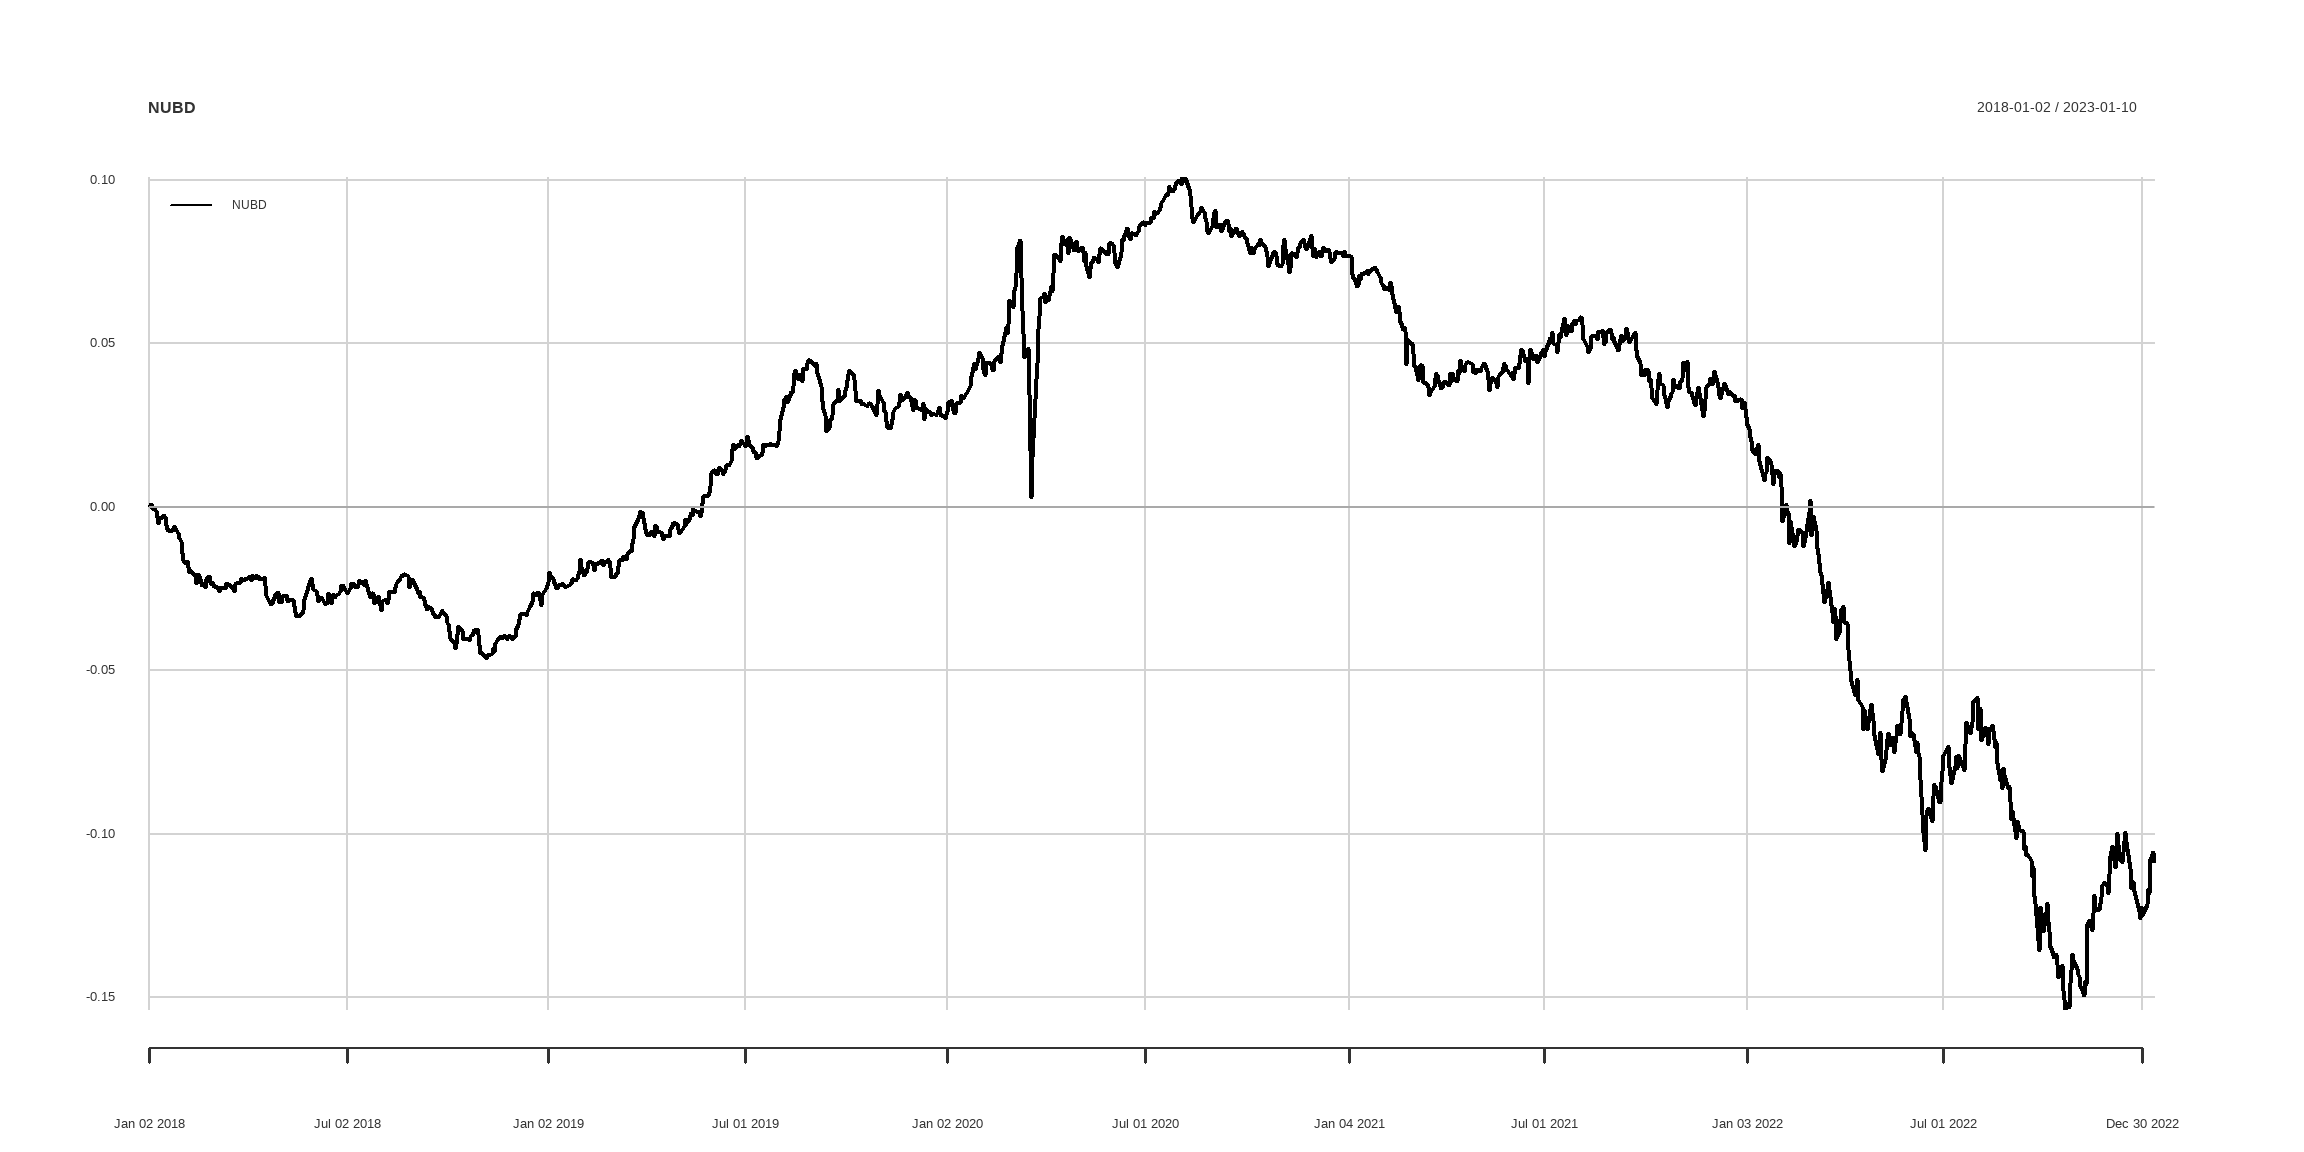 NUBD
2018-01-02 / 2023-01-10
0.10
NUBD
0.05
0.00
-0.05
-0.10
-0.15
Jan 02 2018
Jul 02 2018
Jan 02 2019
Jul 01 2019
Jan 02 2020
Jul 01 2020
Jan 04 2021
Jul 01 2021
Jan 03 2022
Jul 01 2022
Dec 30 2022